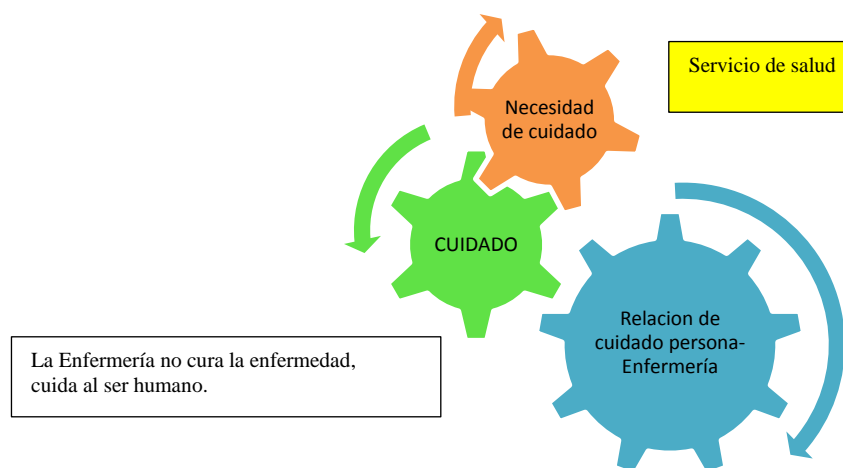 Servicio de salud
Necesidad
de cuidado
CUIDADO
Relacion de
cuidado persona-
Enfermería
La Enfermería no cura la enfermedad,
cuida al ser humano.